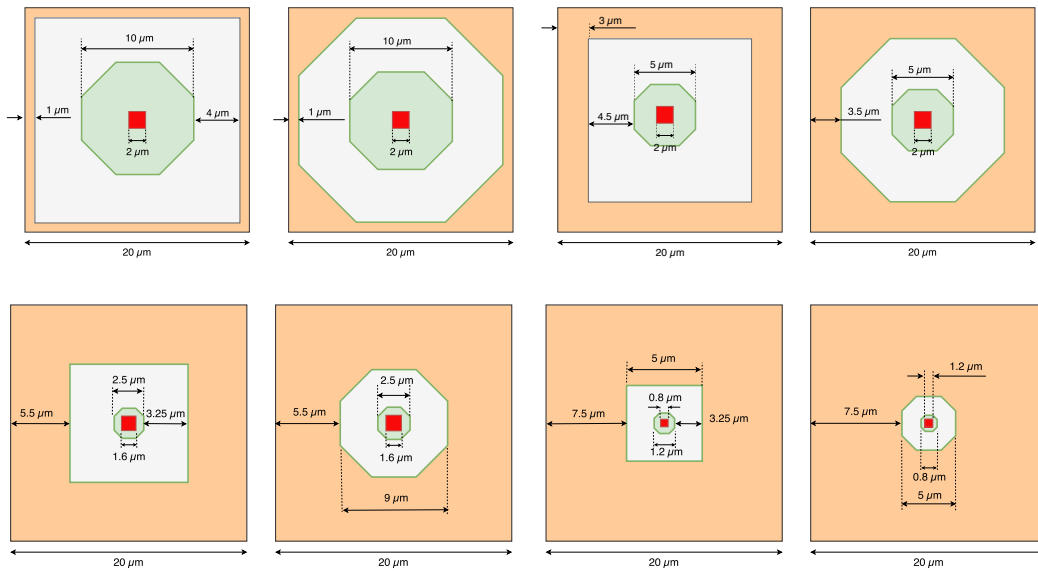 10 µm
1 µm
4 µm
2 µm
20 µm
10 µm
1 µm
2 µm
20 µm
3 µm
5 µm
4.5 µm
2 µm
20 µm
5 µm
3.5 µm
2 µm
20 µm
2.5 µm
5.5 µm
3.25 µm
1.6 µm
20 µm
2.5 µm
5.5 µm
1.6 µm
9 µm
20 µm
5 µm
0.8 µm
7.5 µm
3.25 µm
1.2 µm
20 µm
1.2 µm
7.5 µm
0.8 µm
5 µm
20 µm